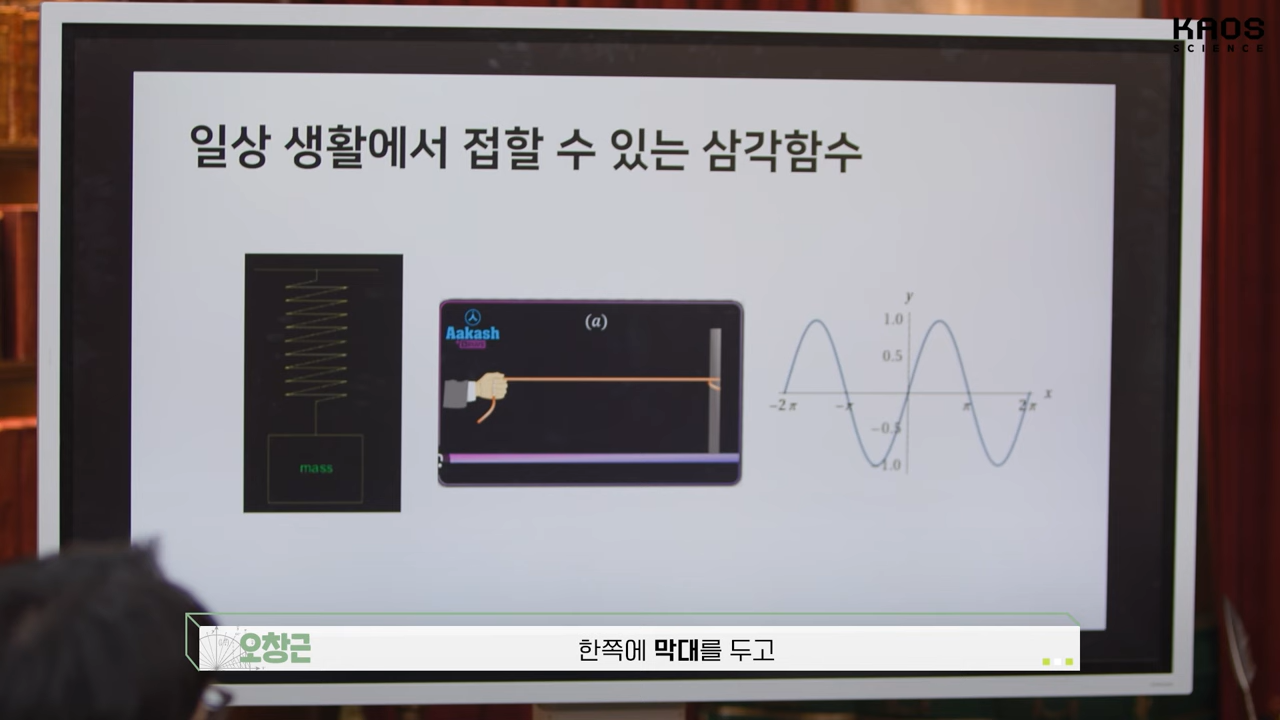 KAOS
SCIENCE
일상 생활에서 접할 수 있는 삼각함수
mass
Aakash
(a)
y
1.0
0.5
-2π
-π
π
2π
x
-0.5
-1.0
오창근
한쪽에 막대를 두고